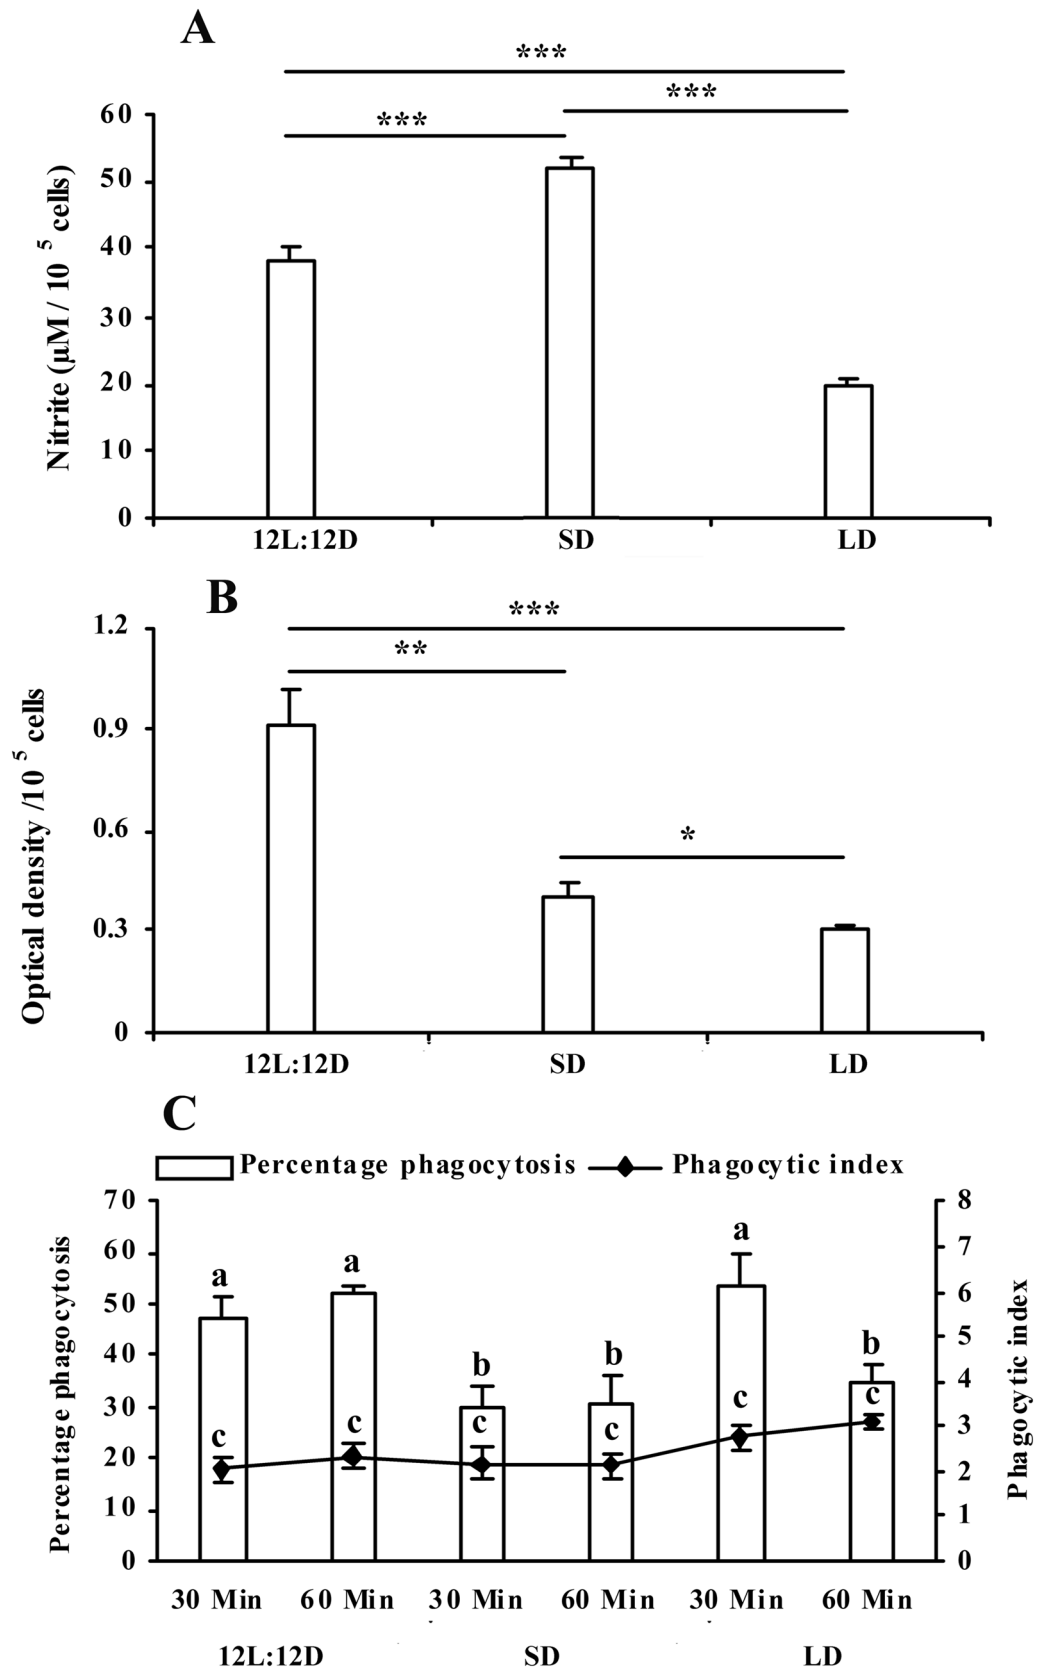 A
***
***
***
60
50
40
30
20
10
0
Nitrite (µM / 10 5 cells)
12L:12D SD LD
B
***
**
*
1.2
0.9
0.6
0.3
0
Optical density /10 5 cells
12L:12D SD LD
C
Percentage phagocytosis Phagocytic index
70
60
50
40
30
20
10
0
Percentage phagocytosis
a a b b a b
c c c c c c
8
7
6
5
4
3
2
1
0
Phagocytic index
30 Min 60 Min 30 Min 60 Min 30 Min 60 Min
12L:12D SD LD